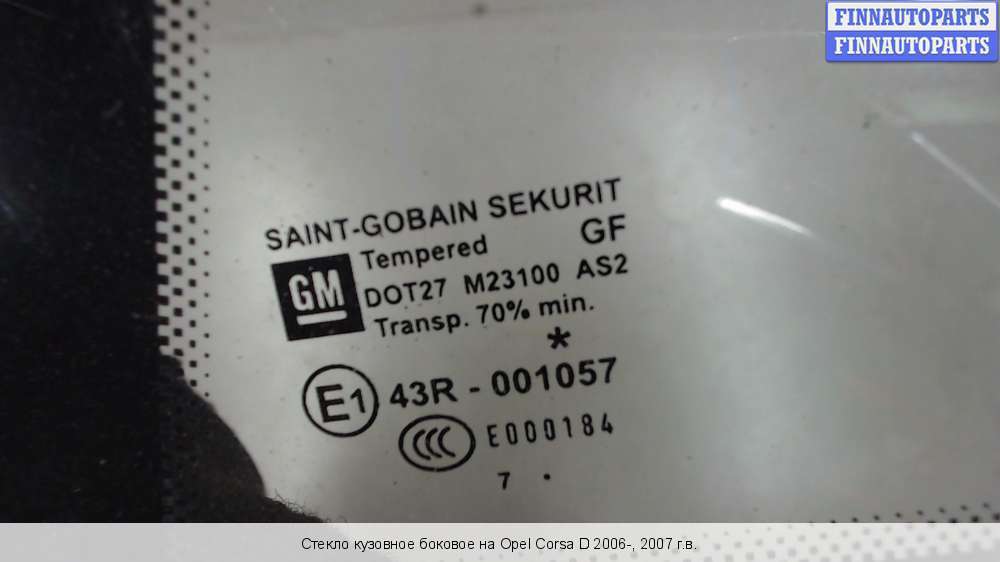 FINNAUTOPARTS
FINNAUTOPARTS
SAINT-GOBAIN SEKURIT
GM
Tempered GF
DOT27 M23100 AS2
Transp. 70% min.
*
E1 43R - 001057
CCC E000184
7 .
Стекло кузовное боковое на Opel Corsa D 2006-, 2007 г.в.